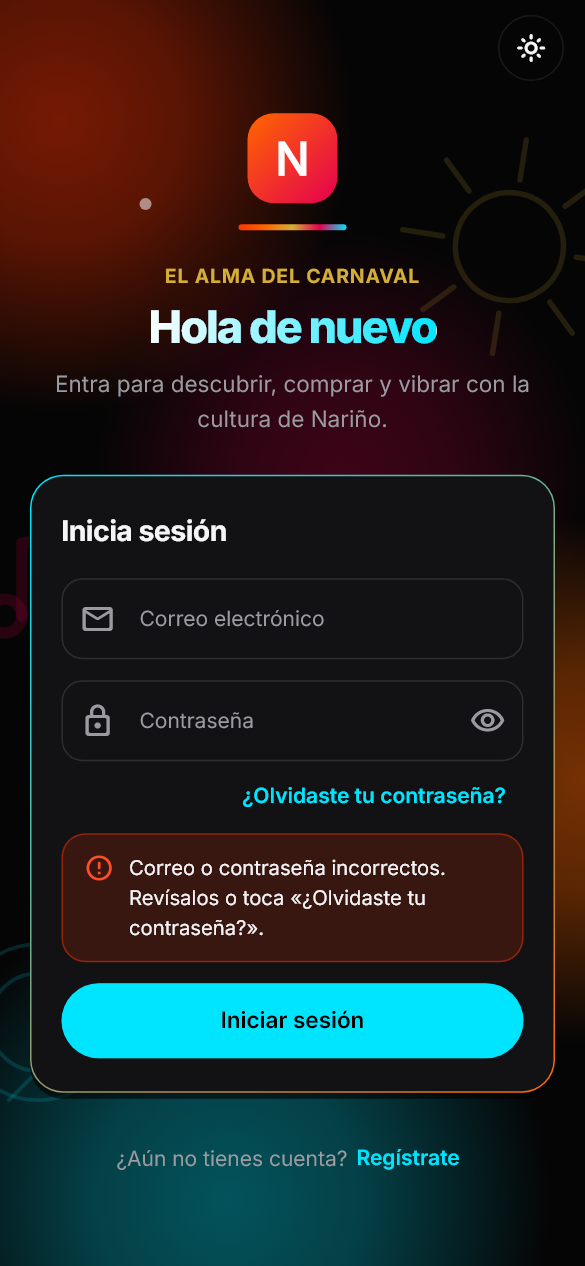 N
EL ALMA DEL CARNAVAL
Hola de nuevo
Entra para descubrir, comprar y vibrar con la
cultura de Nariño.
Inicia sesión
Correo electrónico
Contraseña
¿Olvidaste tu contraseña?
Correo o contraseña incorrectos.
Revísalos o toca «¿Olvidaste tu
contraseña?».
Iniciar sesión
¿Aún no tienes cuenta? Regístrate